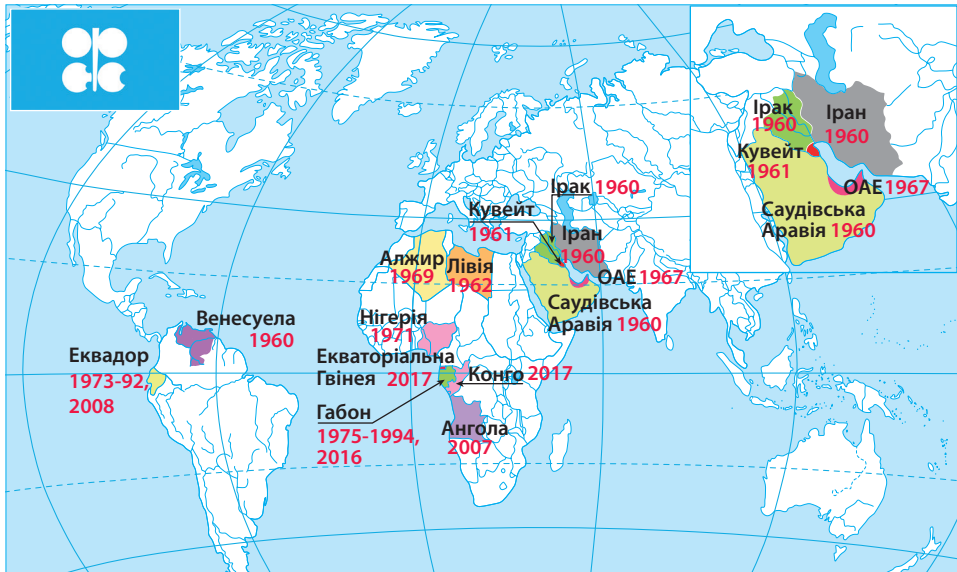 Ірак
1960
Іран
1960
Кувейт
1961
ОАЕ 1967
Саудівська
Аравія 1960
Ірак 1960
Кувейт
1961
Іран
1960
Алжир
1969
Лівія
1962
ОАЕ 1967
Саудівська
Аравія 1960
Венесуела
1960
Нігерія
1971
Еквадор
1973-92,
2008
Екваторіальна
Гвінея 2017
Конго 2017
Габон
1975-1994,
2016
Ангола
2007